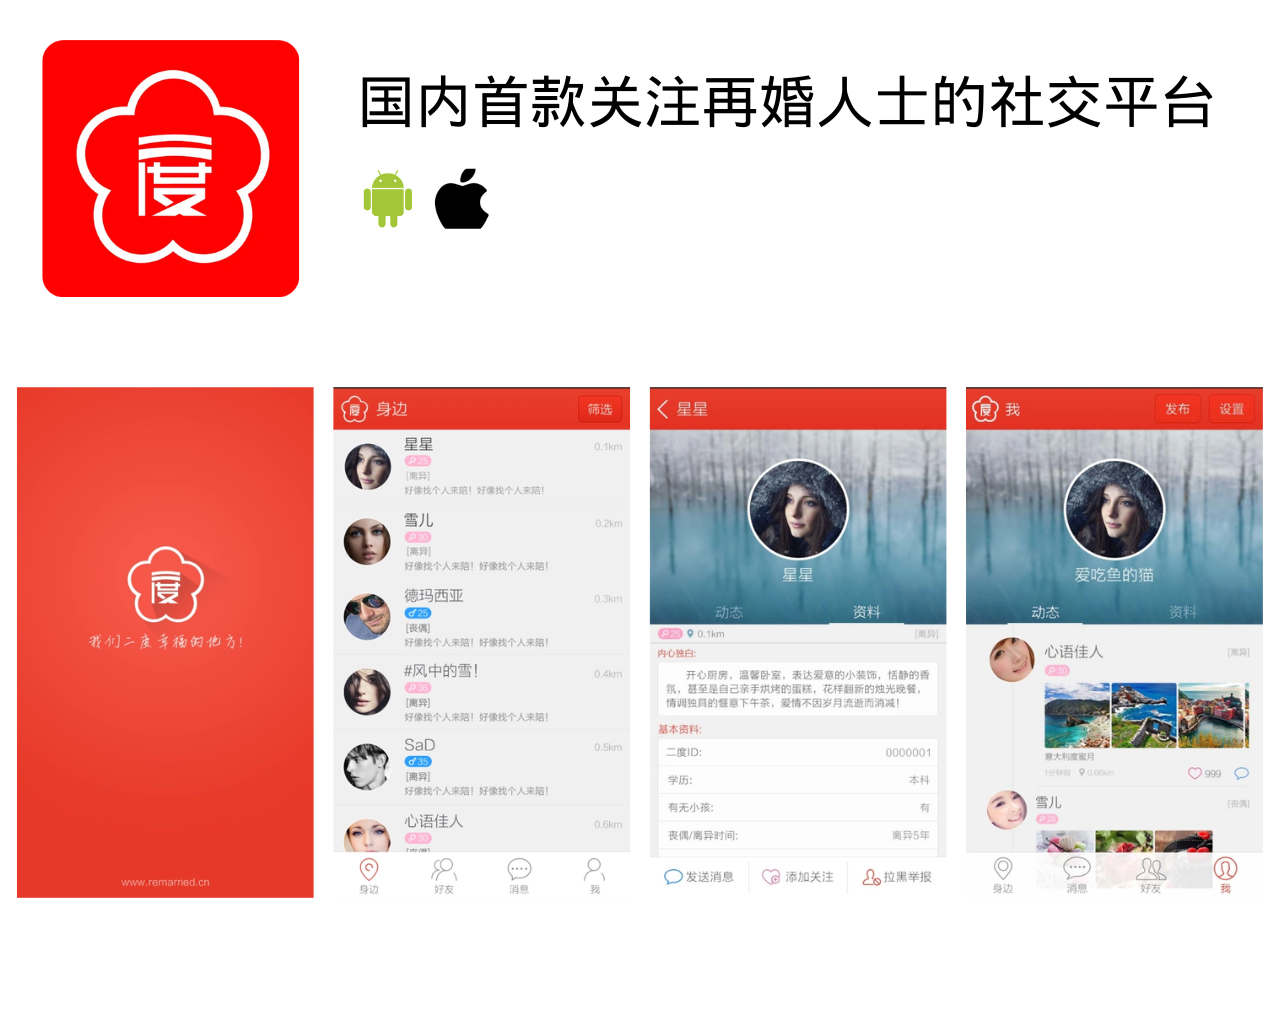 国内首款关注再婚人士的社交平台
度
度
我们二度幸福的地方!
www.remarried.cn
度
身边
筛选
星星
0.1km
25
[离异]
好像找个人来陪！好像找个人来陪！
雪儿
0.2km
30
[离异]
好像找个人来陪！好像找个人来陪！
德玛西亚
0.3km
25
[丧偶]
好像找个人来陪！好像找个人来陪！
#风中的雪！
0.4km
35
[离异]
好像找个人来陪！好像找个人来陪！
SaD
0.5km
35
[离异]
好像找个人来陪！好像找个人来陪！
心语佳人
0.6km
30
身边
好友
消息
我
星星
星星
动态
资料
25
0.1km
[离异]
内心独白:
开心厨房，温馨卧室，表达爱意的小装饰，恬静的香
氛，甚至是自己亲手烘烤的蛋糕，花样翻新的烛光晚餐，
情调独具的惬意下午茶，爱情不因岁月流逝而消减！
基本资料:
二度ID:
0000001
学历:
本科
有无小孩:
有
丧偶/离异时间:
离异5年
发送消息
添加关注
拉黑举报
度
我
发布
设置
爱吃鱼的猫
动态
资料
心语佳人
[离异]
30
意大利度蜜月
1分钟前
0.06km
999
雪儿
[丧偶]
28
身边
消息
好友
我